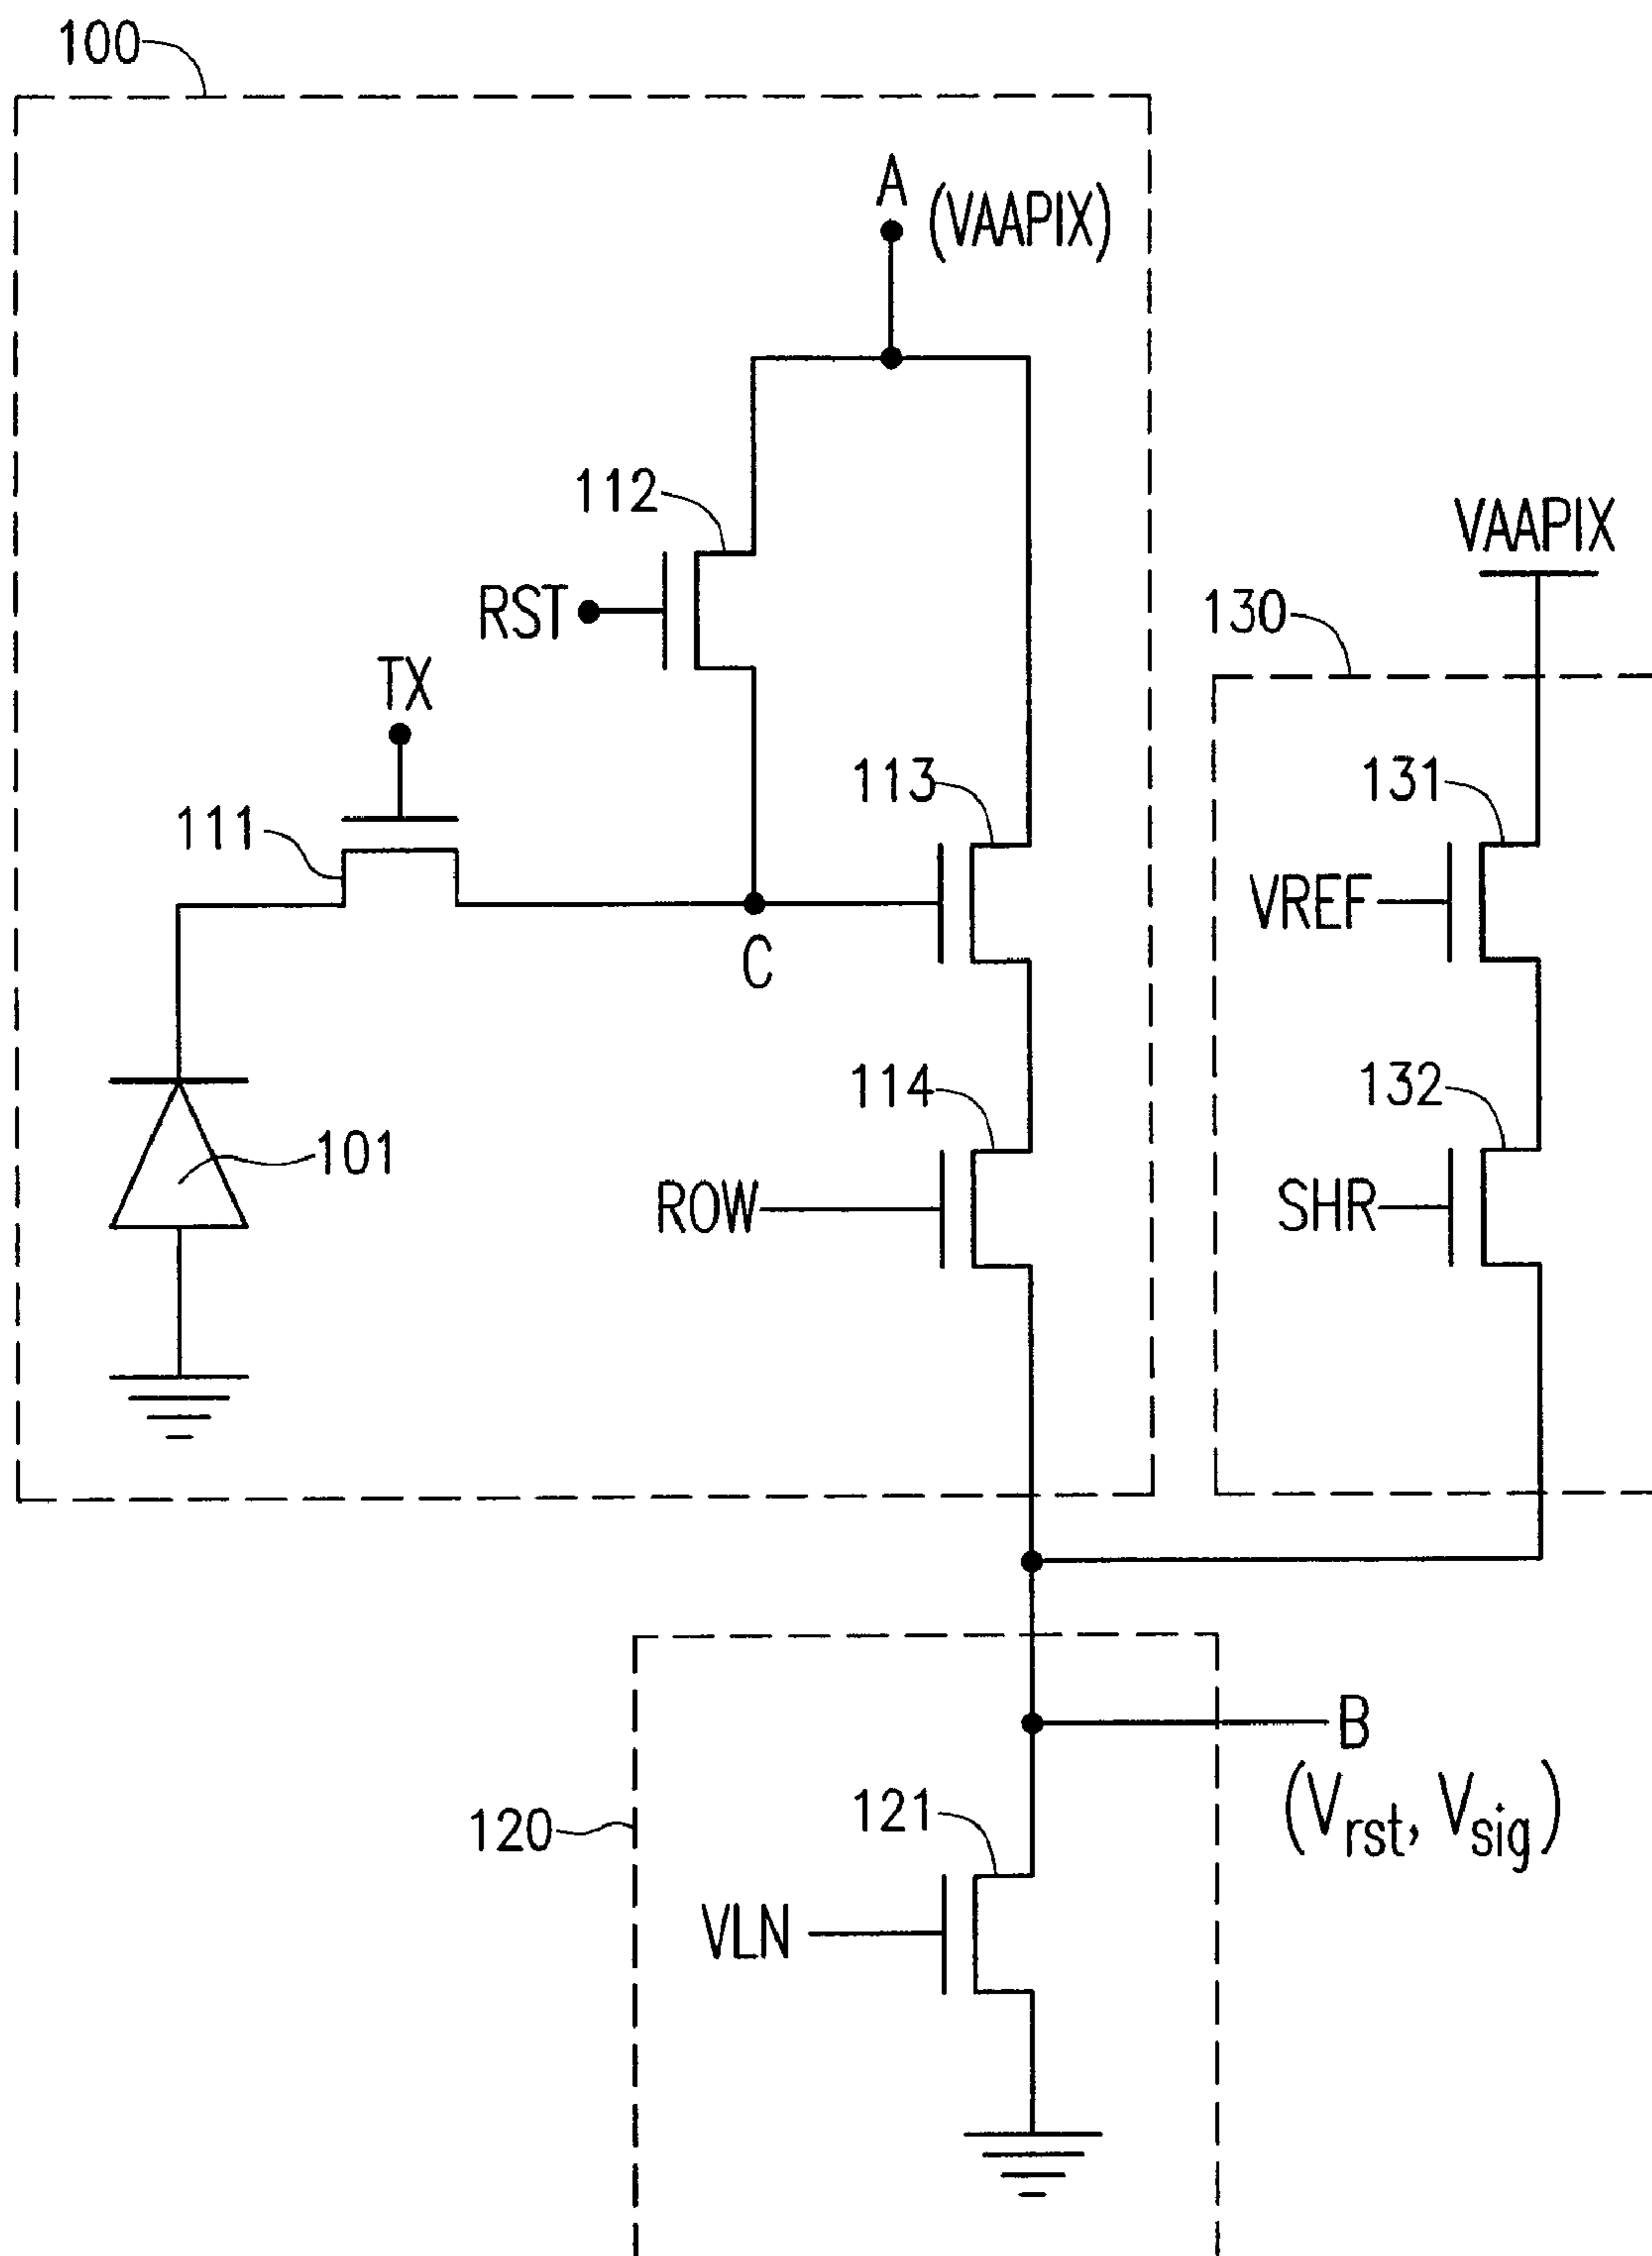 100
A (VAAPIX)
112
VAAPIX
RST
130
TX
113
131
111
VREF
C
114
132
101
ROW
SHR
B
(Vrst, Vsig)
121
120
VLN